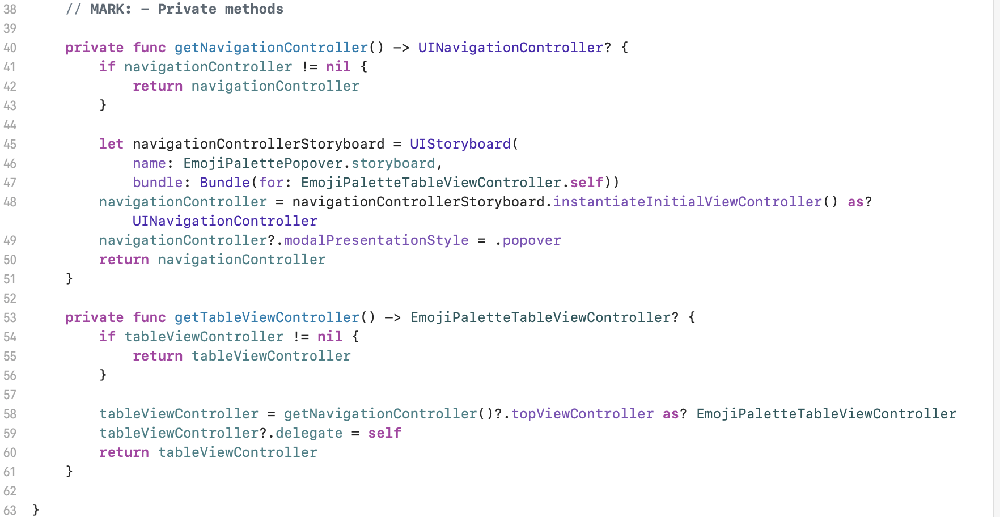 38 // MARK: - Private methods
39
40 private func getNavigationController() -> UINavigationController? {
41 if navigationController != nil {
42 return navigationController
43 }
44
45 let navigationControllerStoryboard = UIStoryboard(
46 name: EmojiPalettePopover.storyboard,
47 bundle: Bundle(for: EmojiPaletteTableViewController.self))
48 navigationController = navigationControllerStoryboard.instantiateInitialViewController() as?
UINavigationController
49 navigationController?.modalPresentationStyle = .popover
50 return navigationController
51 }
52
53 private func getTableViewController() -> EmojiPaletteTableViewController? {
54 if tableViewController != nil {
55 return tableViewController
56 }
57
58 tableViewController = getNavigationController()?.topViewController as? EmojiPaletteTableViewController
59 tableViewController?.delegate = self
60 return tableViewController
61 }
62
63 }